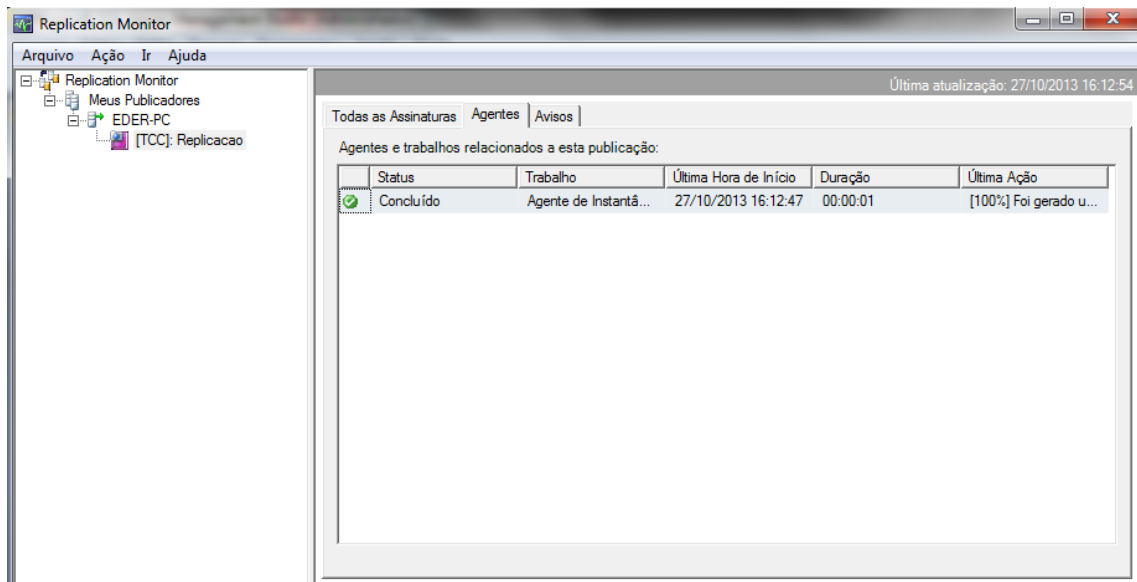 Replication Monitor
Arquivo Ação Ir Ajuda
Replication Monitor
Meus Publicadores
EDER-PC
[TCC]: Replicacao
Última atualização: 27/10/2013 16:12:54
Todas as Assinaturas Agentes Avisos
Agentes e trabalhos relacionados a esta publicação:
Status Trabalho Última Hora de Início Duração Última Ação
Concluído Agente de Instantâ... 27/10/2013 16:12:47 00:00:01 [100%] Foi gerado u...